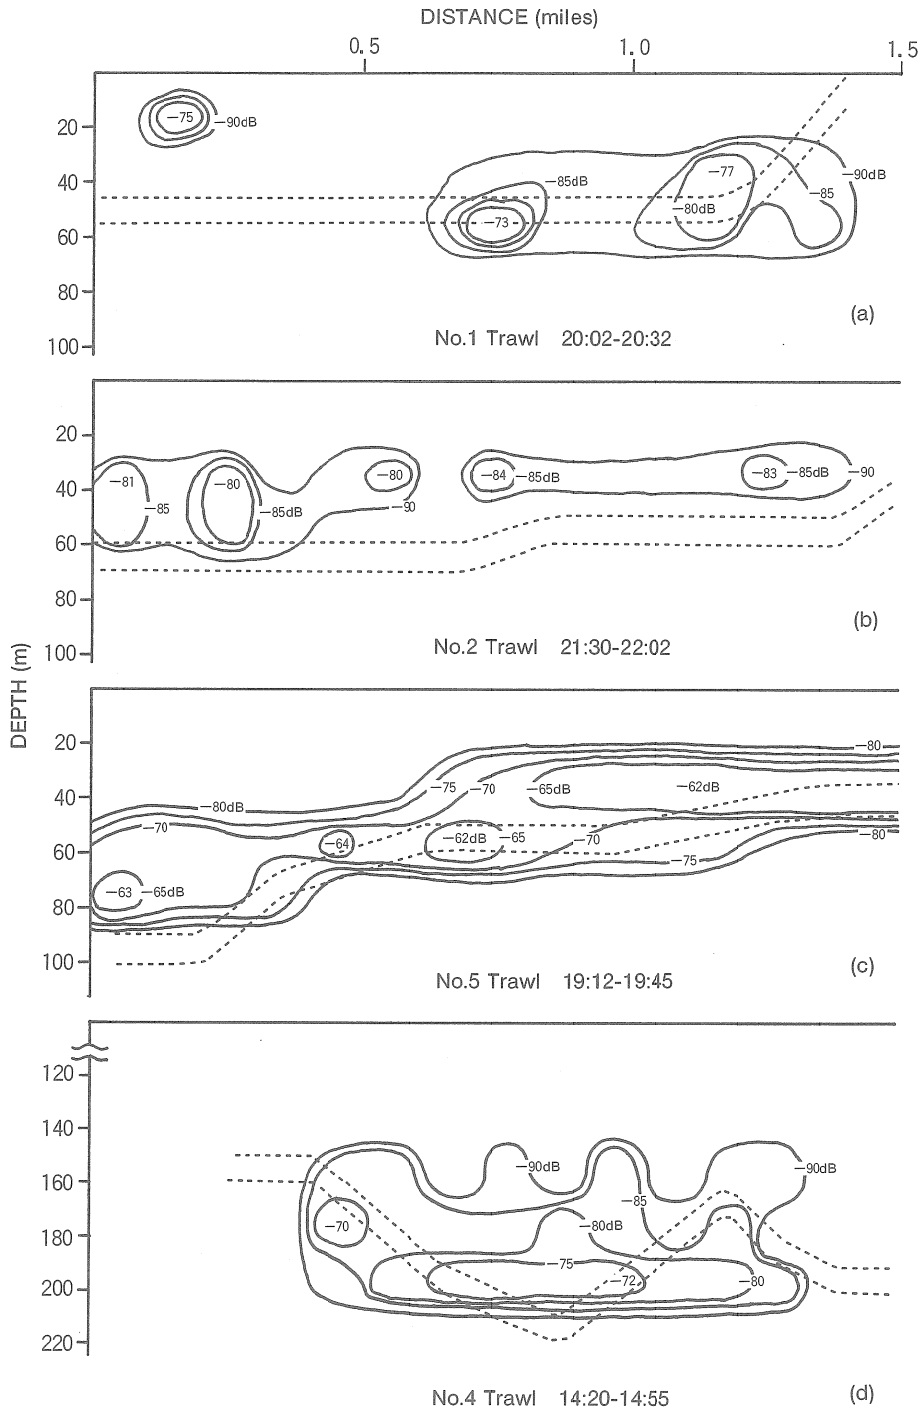 DISTANCE (miles)
0.5 1.0 1.5
20
40
60
80
100
−75
−90dB
−85dB
−73
−77
−80dB
−85
−90dB
(a)
No.1 Trawl 20:02-20:32
20
40
60
80
100
−81
−85
−80
−85dB
−80
−90
−84
−85dB
−83
−85dB
−90
(b)
No.2 Trawl 21:30-22:02
DEPTH (m)
20
40
60
80
100
−80dB
−70
−75
−70
−65dB
−62dB
−80
−64
−62dB
−65
−70
−75
−80
−63
−65dB
(c)
No.5 Trawl 19:12-19:45
120
140
160
180
200
220
−90dB
−90dB
−85
−70
−80dB
−75
−72
−80
(d)
No.4 Trawl 14:20-14:55